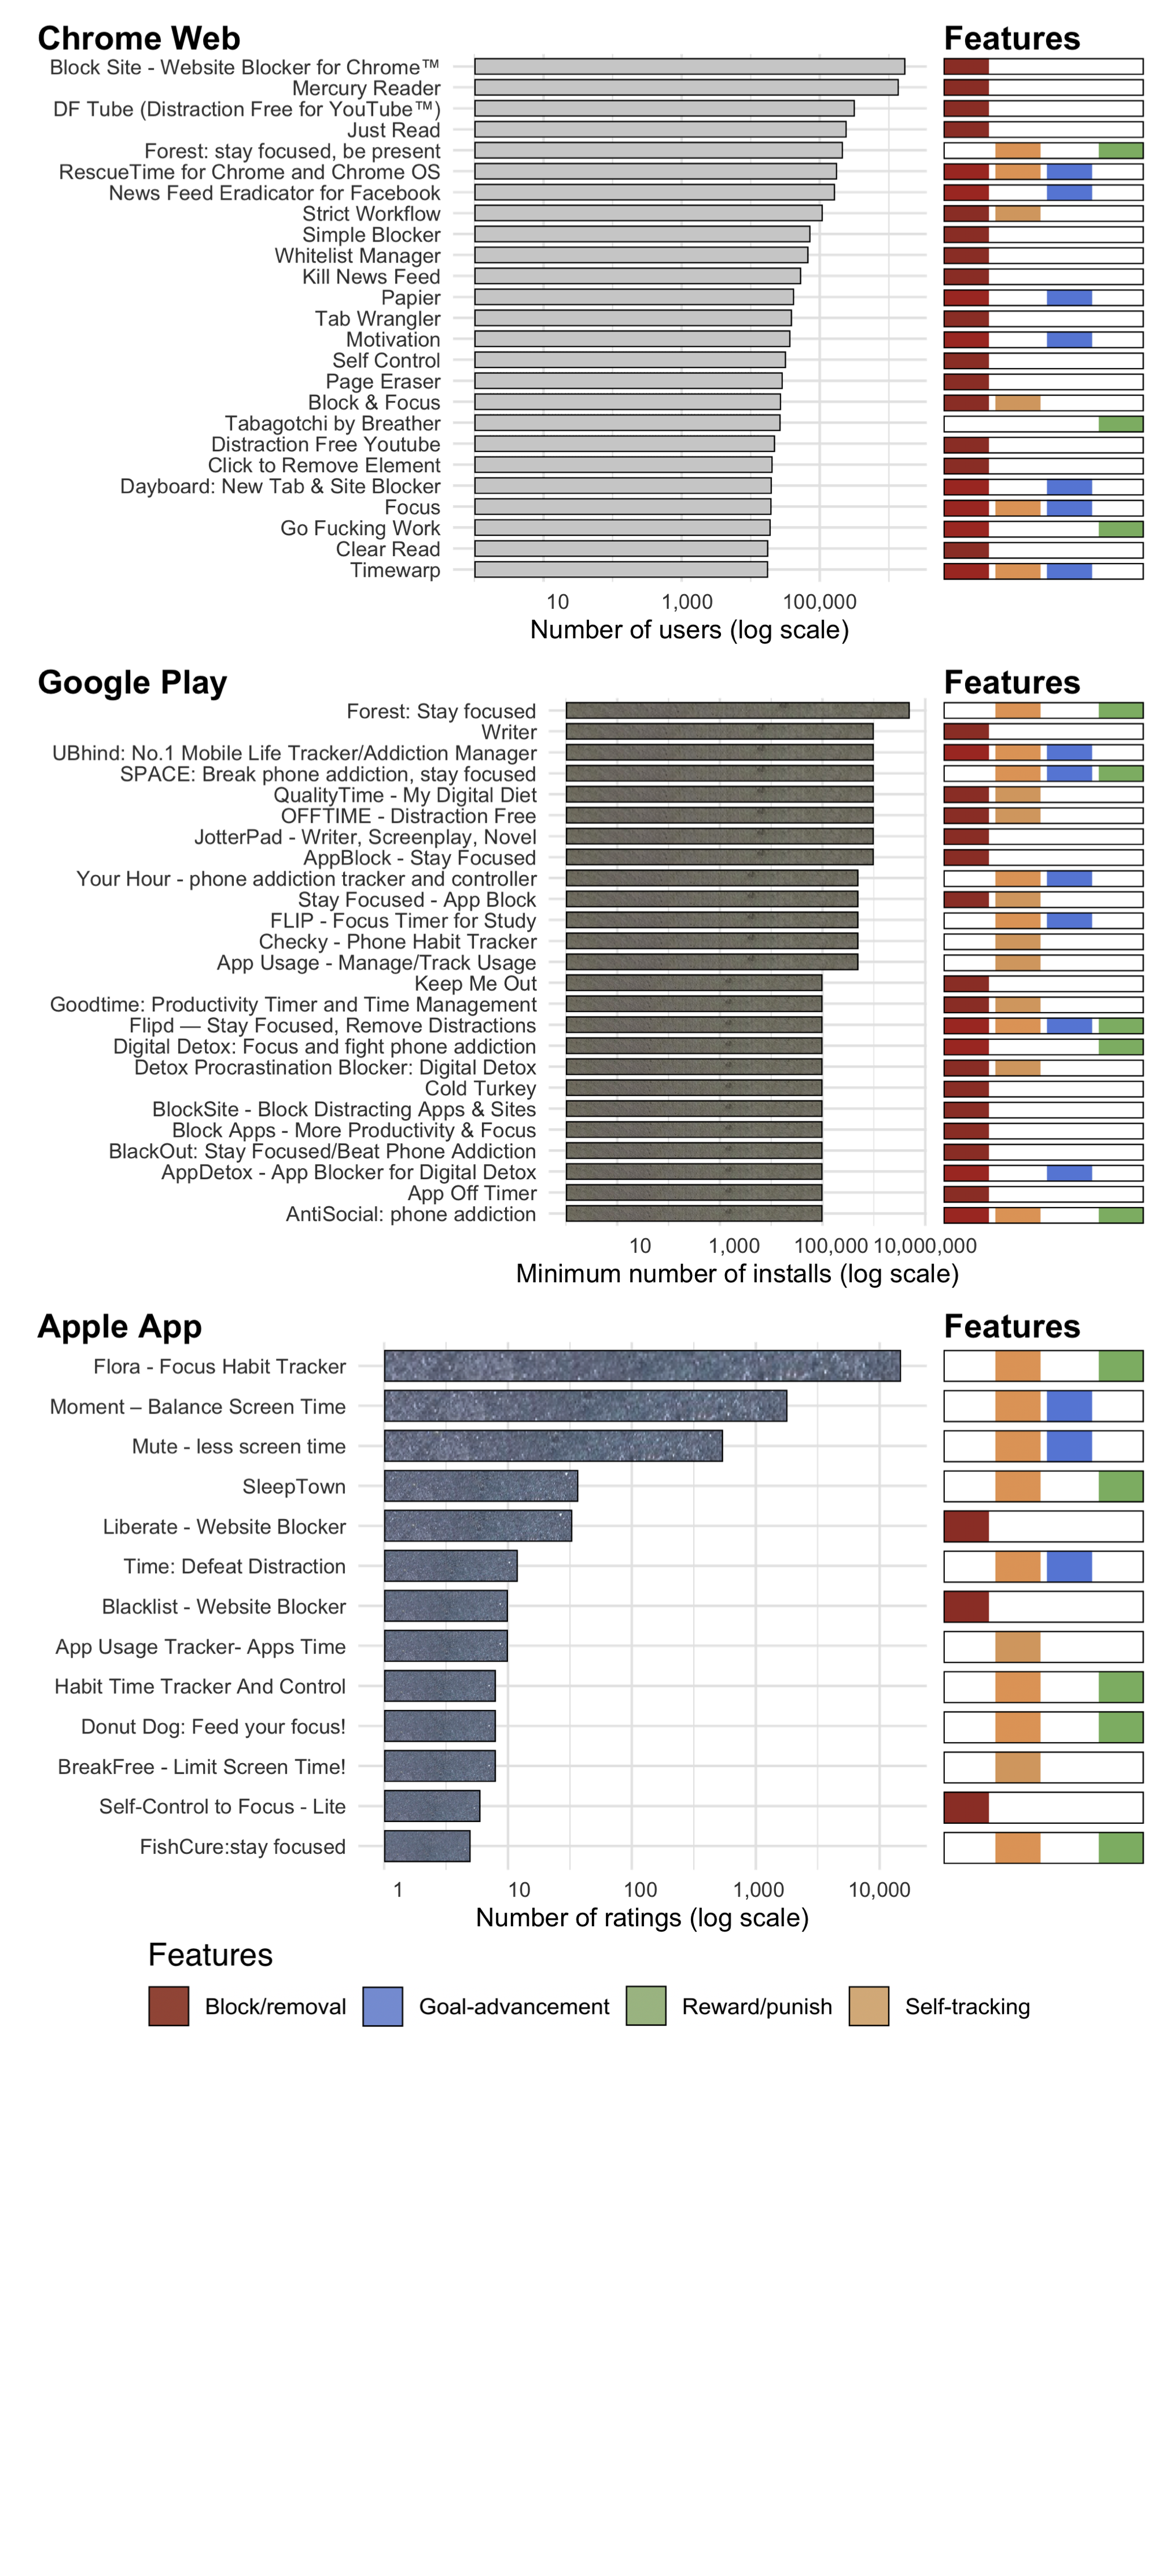 Chrome Web
Features
Block Site - Website Blocker for Chrome™
Mercury Reader
DF Tube (Distraction Free for YouTube™)
Just Read
Forest: stay focused, be present
RescueTime for Chrome and Chrome OS
News Feed Eradicator for Facebook
Strict Workflow
Simple Blocker
Whitelist Manager
Kill News Feed
Papier
Tab Wrangler
Motivation
Self Control
Page Eraser
Block & Focus
Tabagotchi by Breather
Distraction Free Youtube
Click to Remove Element
Dayboard: New Tab & Site Blocker
Focus
Go Fucking Work
Clear Read
Timewarp
10 1,000 100,000
Number of users (log scale)
Google Play
Features
Forest: Stay focused
Writer
UBhind: No.1 Mobile Life Tracker/Addiction Manager
SPACE: Break phone addiction, stay focused
QualityTime - My Digital Diet
OFFTIME - Distraction Free
JotterPad - Writer, Screenplay, Novel
AppBlock - Stay Focused
Your Hour - phone addiction tracker and controller
Stay Focused - App Block
FLIP - Focus Timer for Study
Checky - Phone Habit Tracker
App Usage - Manage/Track Usage
Keep Me Out
Goodtime: Productivity Timer and Time Management
Flipd — Stay Focused, Remove Distractions
Digital Detox: Focus and fight phone addiction
Detox Procrastination Blocker: Digital Detox
Cold Turkey
BlockSite - Block Distracting Apps & Sites
Block Apps - More Productivity & Focus
BlackOut: Stay Focused/Beat Phone Addiction
AppDetox - App Blocker for Digital Detox
App Off Timer
AntiSocial: phone addiction
10 1,000 100,000 10,000,000
Minimum number of installs (log scale)
Apple App
Features
Flora - Focus Habit Tracker
Moment – Balance Screen Time
Mute - less screen time
SleepTown
Liberate - Website Blocker
Time: Defeat Distraction
Blacklist - Website Blocker
App Usage Tracker- Apps Time
Habit Time Tracker And Control
Donut Dog: Feed your focus!
BreakFree - Limit Screen Time!
Self-Control to Focus - Lite
FishCure:stay focused
1 10 100 1,000 10,000
Number of ratings (log scale)
Features
Block/removal Goal-advancement Reward/punish Self-tracking